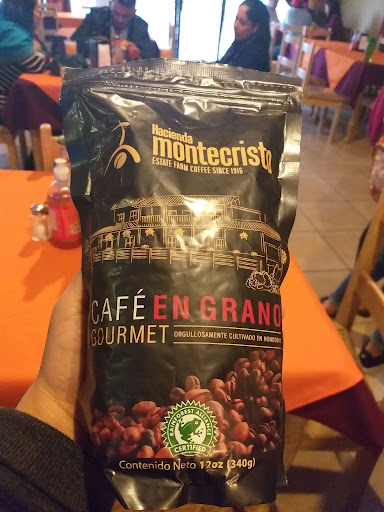 Hacienda
montecristo
ESTATE FARM COFFEE SINCE 1916
CAFÉ EN GRANO
GOURMET
ORGULLOSAMENTE CULTIVADO EN HONDURAS
RAINFOREST ALLIANCE
CERTIFIED
Contenido Neto 12oz (340g)